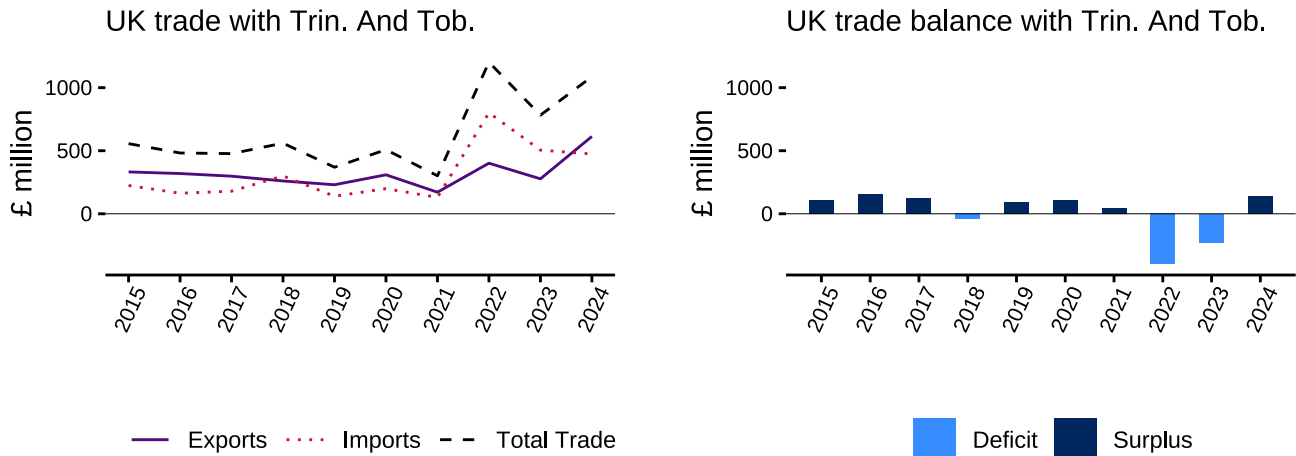 UK trade with Trin. And Tob.
£ million
1000
500
0
2015 2016 2017 2018 2019 2020 2021 2022 2023 2024
Exports Imports Total Trade
UK trade balance with Trin. And Tob.
£ million
1000
500
0
2015 2016 2017 2018 2019 2020 2021 2022 2023 2024
Deficit Surplus